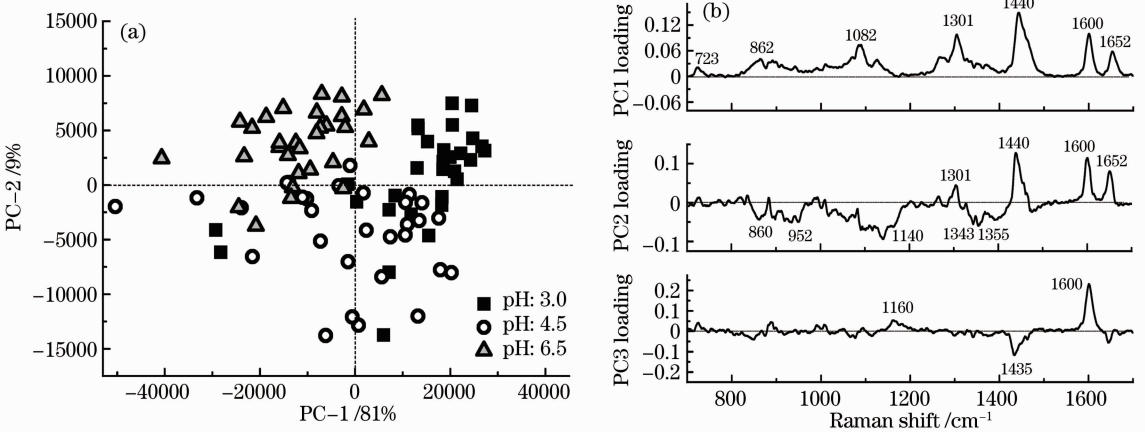 (a)
15000
10000
5000
0
−5000
−10000
−15000
PC−2 /9%
−40000 −20000 0 20000 40000
PC−1 /81%
pH: 3.0
pH: 4.5
pH: 6.5
(b)
0.12
0.06
0
−0.06
PC1 loading
723 862 1082 1301 1440 1600 1652
0.1
0
−0.1
PC2 loading
860 952 1140 1301 1343 1355 1440 1600 1652
0.2
0.1
0
−0.1
−0.2
PC3 loading
1160 1435 1600
800 1000 1200 1400 1600
Raman shift /cm⁻¹